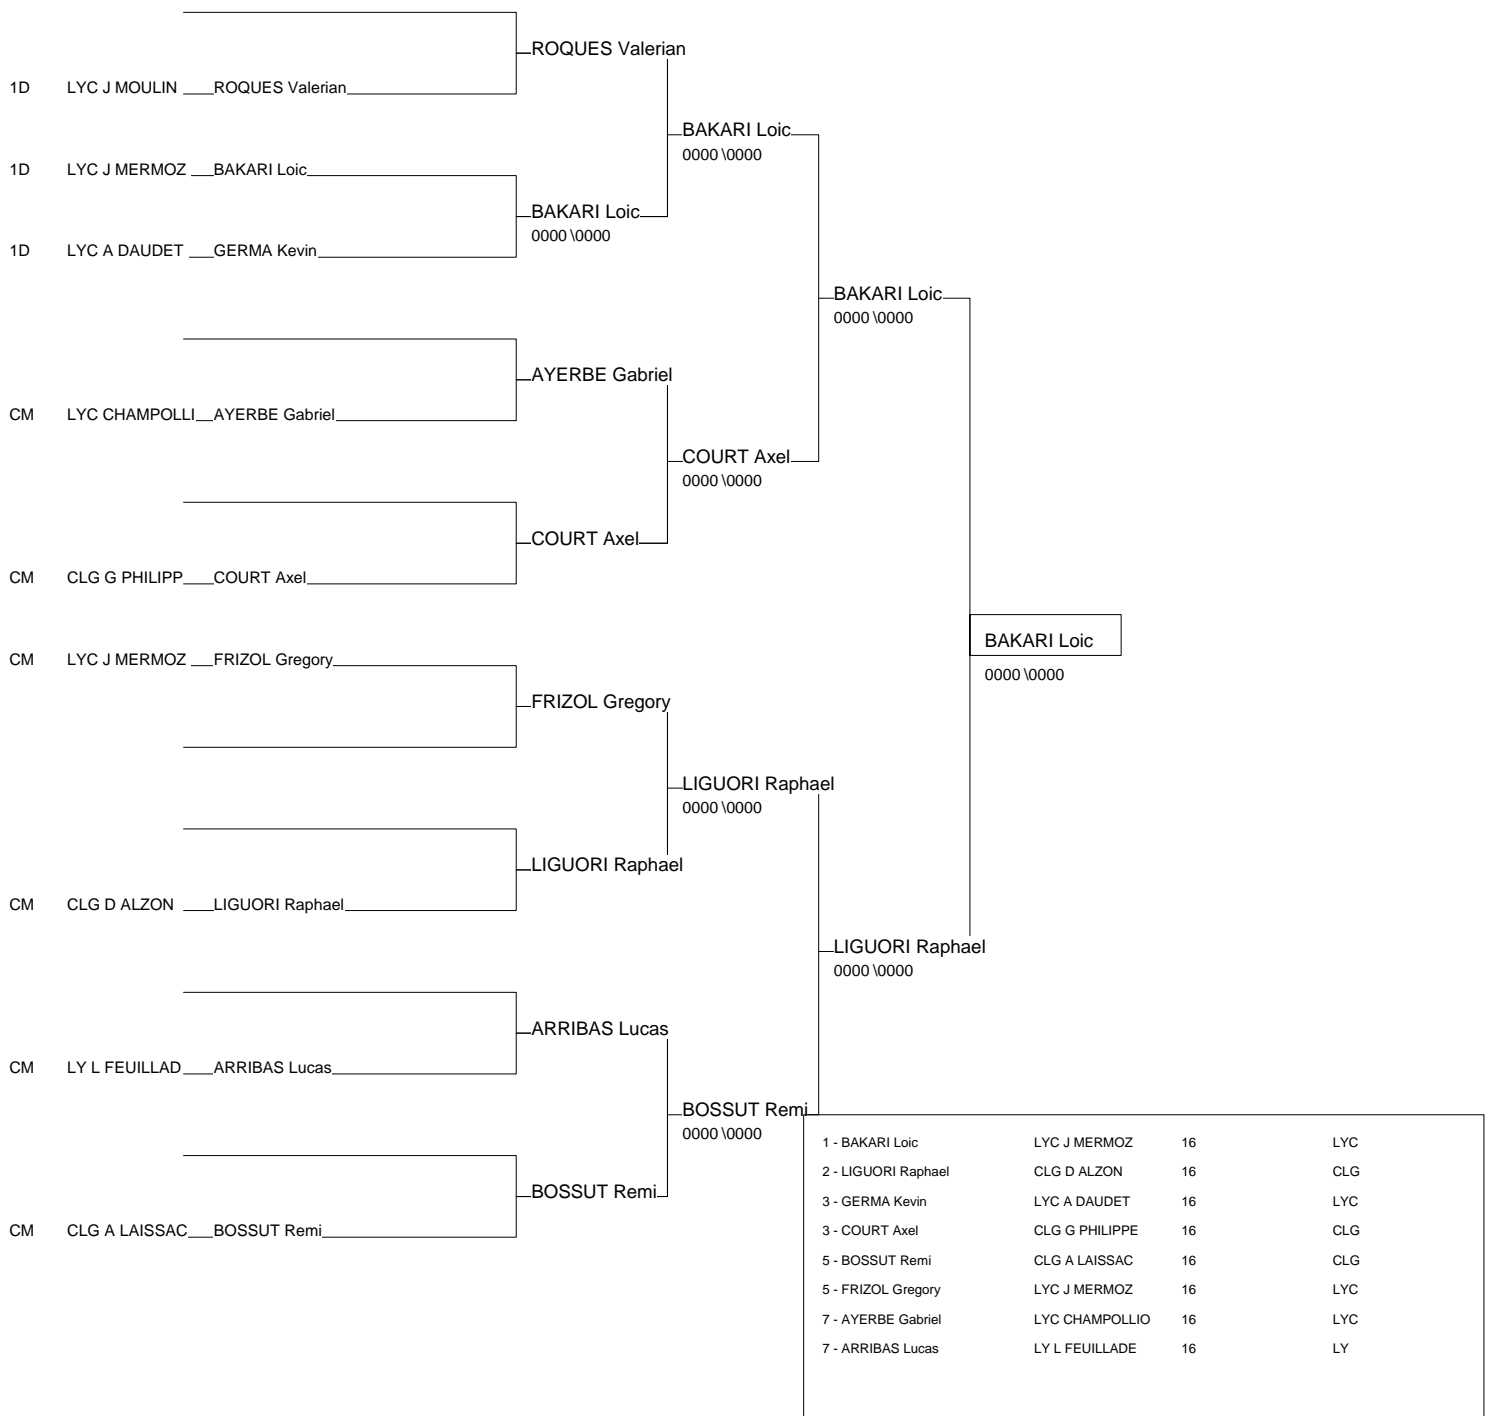 ROQUES Valerian
1D LYC J MOULIN ROQUES Valerian
BAKARI Loic
0000 \0000
1D LYC J MERMOZ BAKARI Loic
BAKARI Loic
0000 \0000
1D LYC A DAUDET GERMA Kevin
BAKARI Loic
0000 \0000
AYERBE Gabriel
CM LYC CHAMPOLLI AYERBE Gabriel
COURT Axel
0000 \0000
COURT Axel
CM CLG G PHILIPP COURT Axel
BAKARI Loic
0000 \0000
CM LYC J MERMOZ FRIZOL Gregory
FRIZOL Gregory
LIGUORI Raphael
0000 \0000
LIGUORI Raphael
CM CLG D ALZON LIGUORI Raphael
LIGUORI Raphael
0000 \0000
ARRIBAS Lucas
CM LY L FEUILLAD ARRIBAS Lucas
BOSSUT Remi
0000 \0000
BOSSUT Remi
CM CLG A LAISSAC BOSSUT Remi
1 - BAKARI Loic LYC J MERMOZ 16 LYC
2 - LIGUORI Raphael CLG D ALZON 16 CLG
3 - GERMA Kevin LYC A DAUDET 16 LYC
3 - COURT Axel CLG G PHILIPPE 16 CLG
5 - BOSSUT Remi CLG A LAISSAC 16 CLG
5 - FRIZOL Gregory LYC J MERMOZ 16 LYC
7 - AYERBE Gabriel LYC CHAMPOLLIO 16 LYC
7 - ARRIBAS Lucas LY L FEUILLADE 16 LY